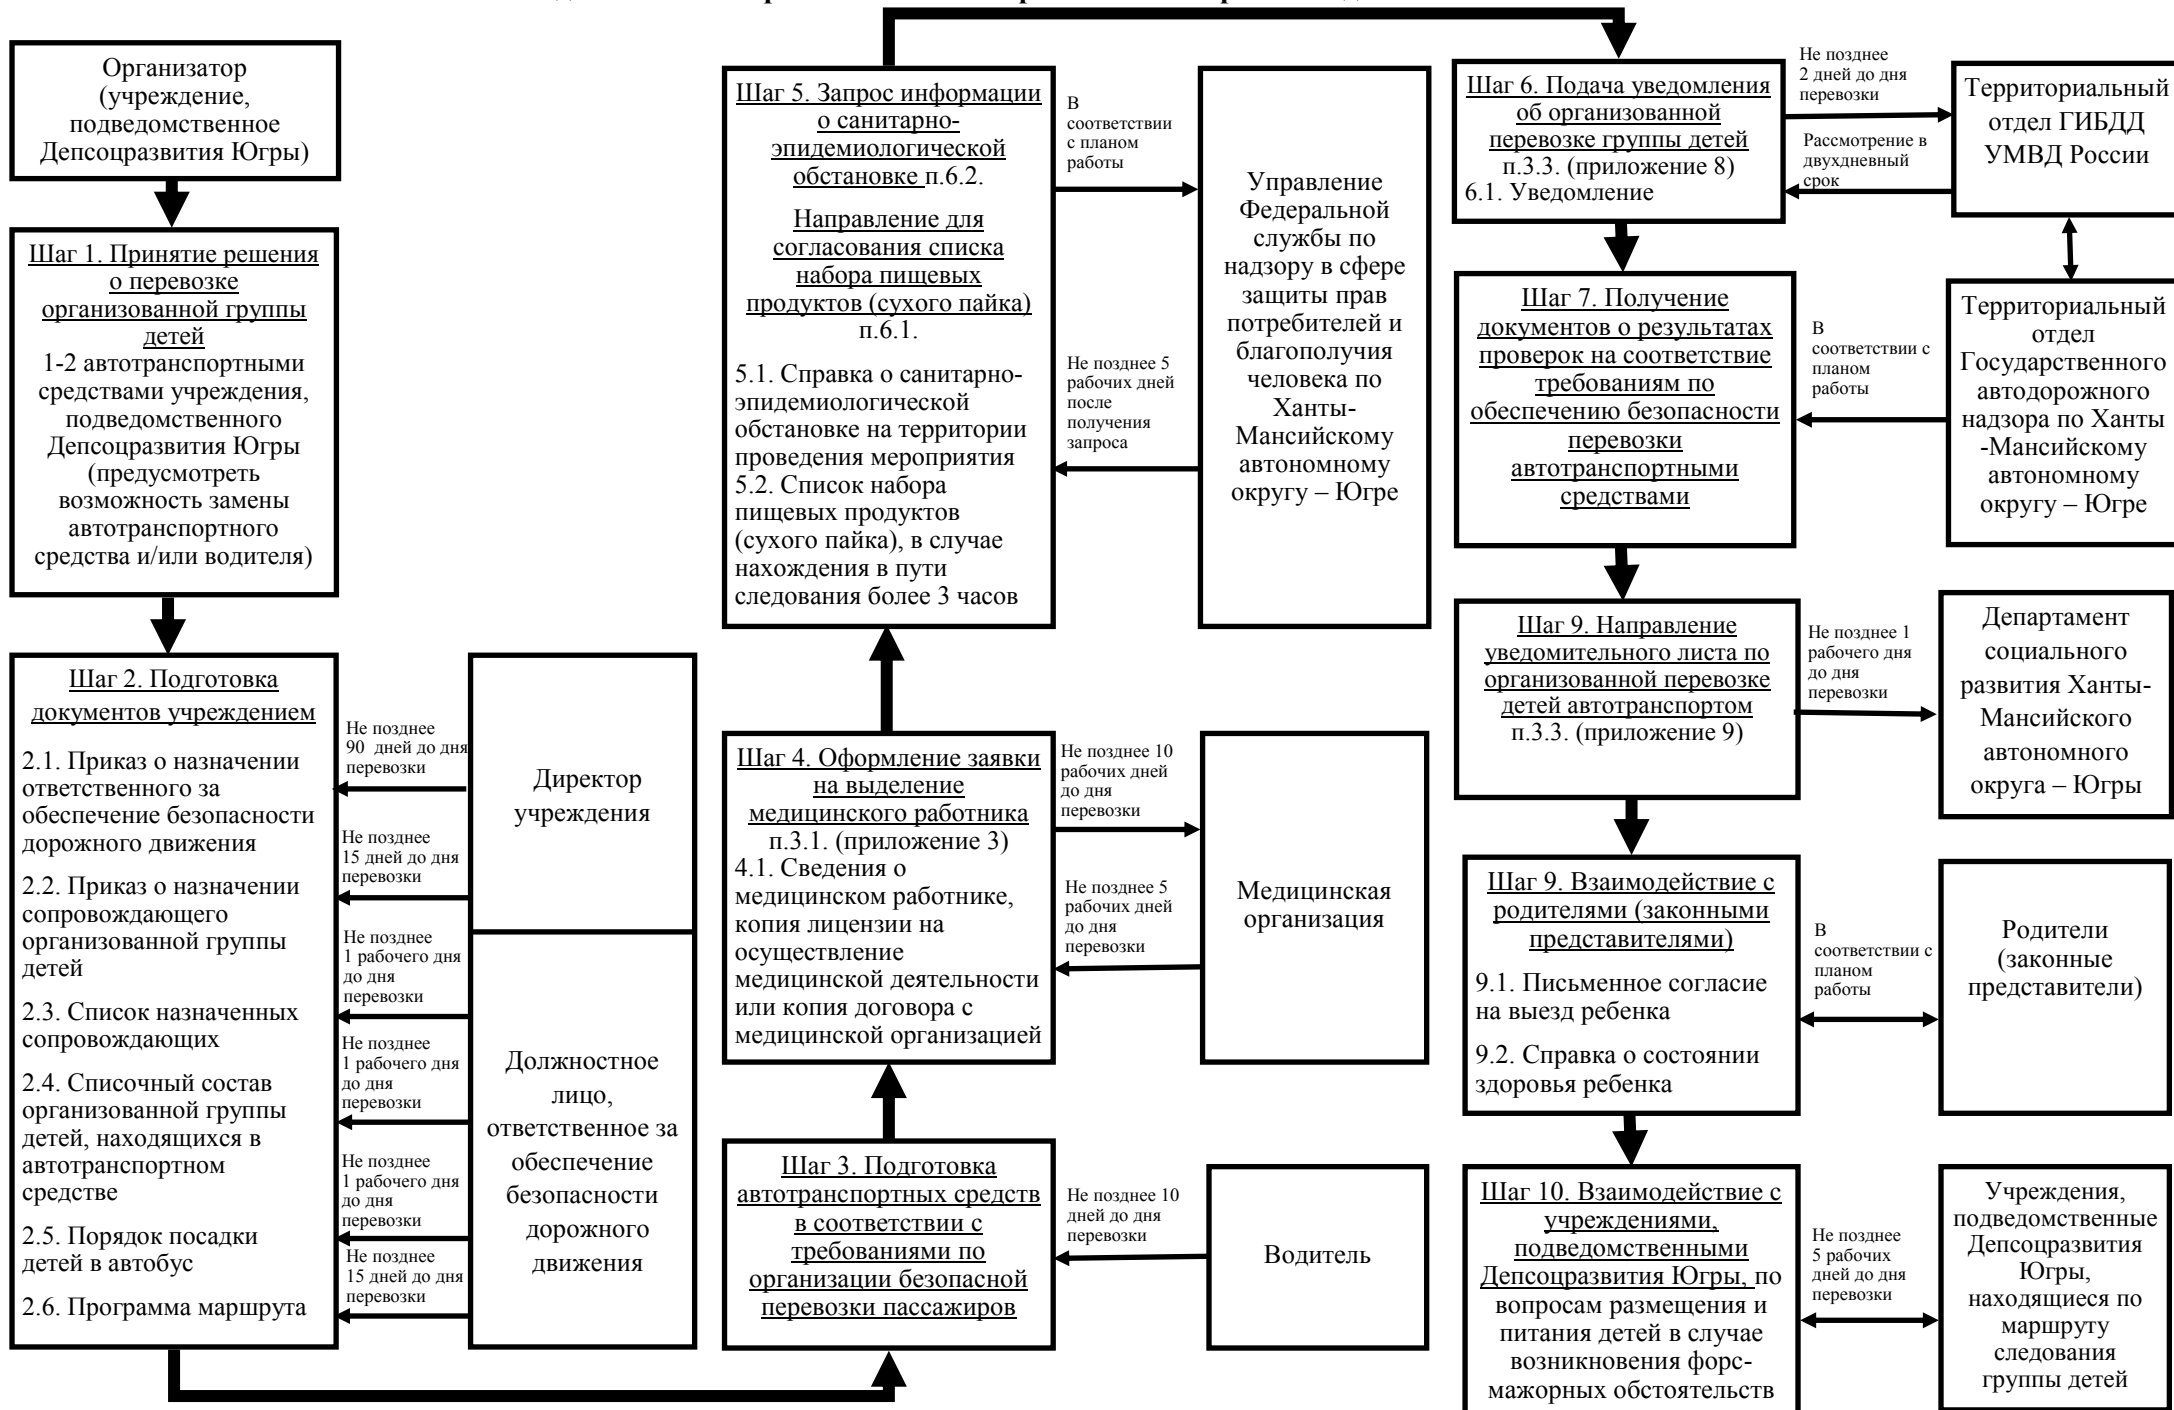 Организатор
(учреждение,
подведомственное
Депсоцразвития Югры)
Шаг 1. Принятие решения
о перевозке
организованной группы
детей
1-2 автотранспортными
средствами учреждения,
подведомственного
Депсоцразвития Югры
(предусмотреть
возможность замены
автотранспортного
средства и/или водителя)
Шаг 2. Подготовка
документов учреждением
2.1. Приказ о назначении
ответственного за
обеспечение безопасности
дорожного движения
2.2. Приказ о назначении
сопровождающего
организованной группы
детей
2.3. Список назначенных
сопровождающих
2.4. Списочный состав
организованной группы
детей, находящихся в
автотранспортном
средстве
2.5. Порядок посадки
детей в автобус
2.6. Программа маршрута
Не позднее
90 дней до дня
перевозки
Не позднее
15 дней до дня
перевозки
Не позднее
1 рабочего дня
до дня
перевозки
Не позднее
1 рабочего дня
до дня
перевозки
Не позднее
1 рабочего дня
до дня
перевозки
Не позднее
15 дней до дня
перевозки
Директор
учреждения
Должностное
лицо,
ответственное за
обеспечение
безопасности
дорожного
движения
Шаг 3. Подготовка
автотранспортных средств
в соответствии с
требованиями по
организации безопасной
перевозки пассажиров
Не позднее 10
дней до дня
перевозки
Водитель
Шаг 4. Оформление заявки
на выделение
медицинского работника
п.3.1. (приложение 3)
4.1. Сведения о
медицинском работнике,
копия лицензии на
осуществление
медицинской деятельности
или копия договора с
медицинской организацией
Не позднее 10
рабочих дней
до дня
перевозки
Не позднее 5
рабочих дней
до дня
перевозки
Медицинская
организация
Шаг 5. Запрос информации
о санитарно-
эпидемиологической
обстановке п.6.2.
Направление для
согласования списка
набора пищевых
продуктов (сухого пайка)
п.6.1.
5.1. Справка о санитарно-
эпидемиологической
обстановке на территории
проведения мероприятия
5.2. Список набора
пищевых продуктов
(сухого пайка), в случае
нахождения в пути
следования более 3 часов
В
соответствии
с планом
работы
Не позднее 5
рабочих дней
после
получения
запроса
Управление
Федеральной
службы по
надзору в сфере
защиты прав
потребителей и
благополучия
человека по
Ханты-
Мансийскому
автономному
округу – Югре
Шаг 6. Подача уведомления
об организованной
перевозке группы детей
п.3.3. (приложение 8)
6.1. Уведомление
Не позднее
2 дней до дня
перевозки
Рассмотрение в
двухдневный
срок
Территориальный
отдел ГИБДД
УМВД России
Шаг 7. Получение
документов о результатах
проверок на соответствие
требованиям по
обеспечению безопасности
перевозки
автотранспортными
средствами
В
соответствии с
планом
работы
Территориальный
отдел
Государственного
автодорожного
надзора по Ханты
-Мансийскому
автономному
округу – Югре
Шаг 9. Направление
уведомительного листа по
организованной перевозке
детей автотранспортом
п.3.3. (приложение 9)
Не позднее 1
рабочего дня
до дня
перевозки
Департамент
социального
развития Ханты-
Мансийского
автономного
округа – Югры
Шаг 9. Взаимодействие с
родителями (законными
представителями)
9.1. Письменное согласие
на выезд ребенка
9.2. Справка о состоянии
здоровья ребенка
В
соответствии с
планом
работы
Родители
(законные
представители)
Шаг 10. Взаимодействие с
учреждениями,
подведомственными
Депсоцразвития Югры, по
вопросам размещения и
питания детей в случае
возникновения форс-
мажорных обстоятельств
Не позднее
5 рабочих
дней до дня
перевозки
Учреждения,
подведомственные
Депсоцразвития
Югры,
находящиеся по
маршруту
следования
группы детей